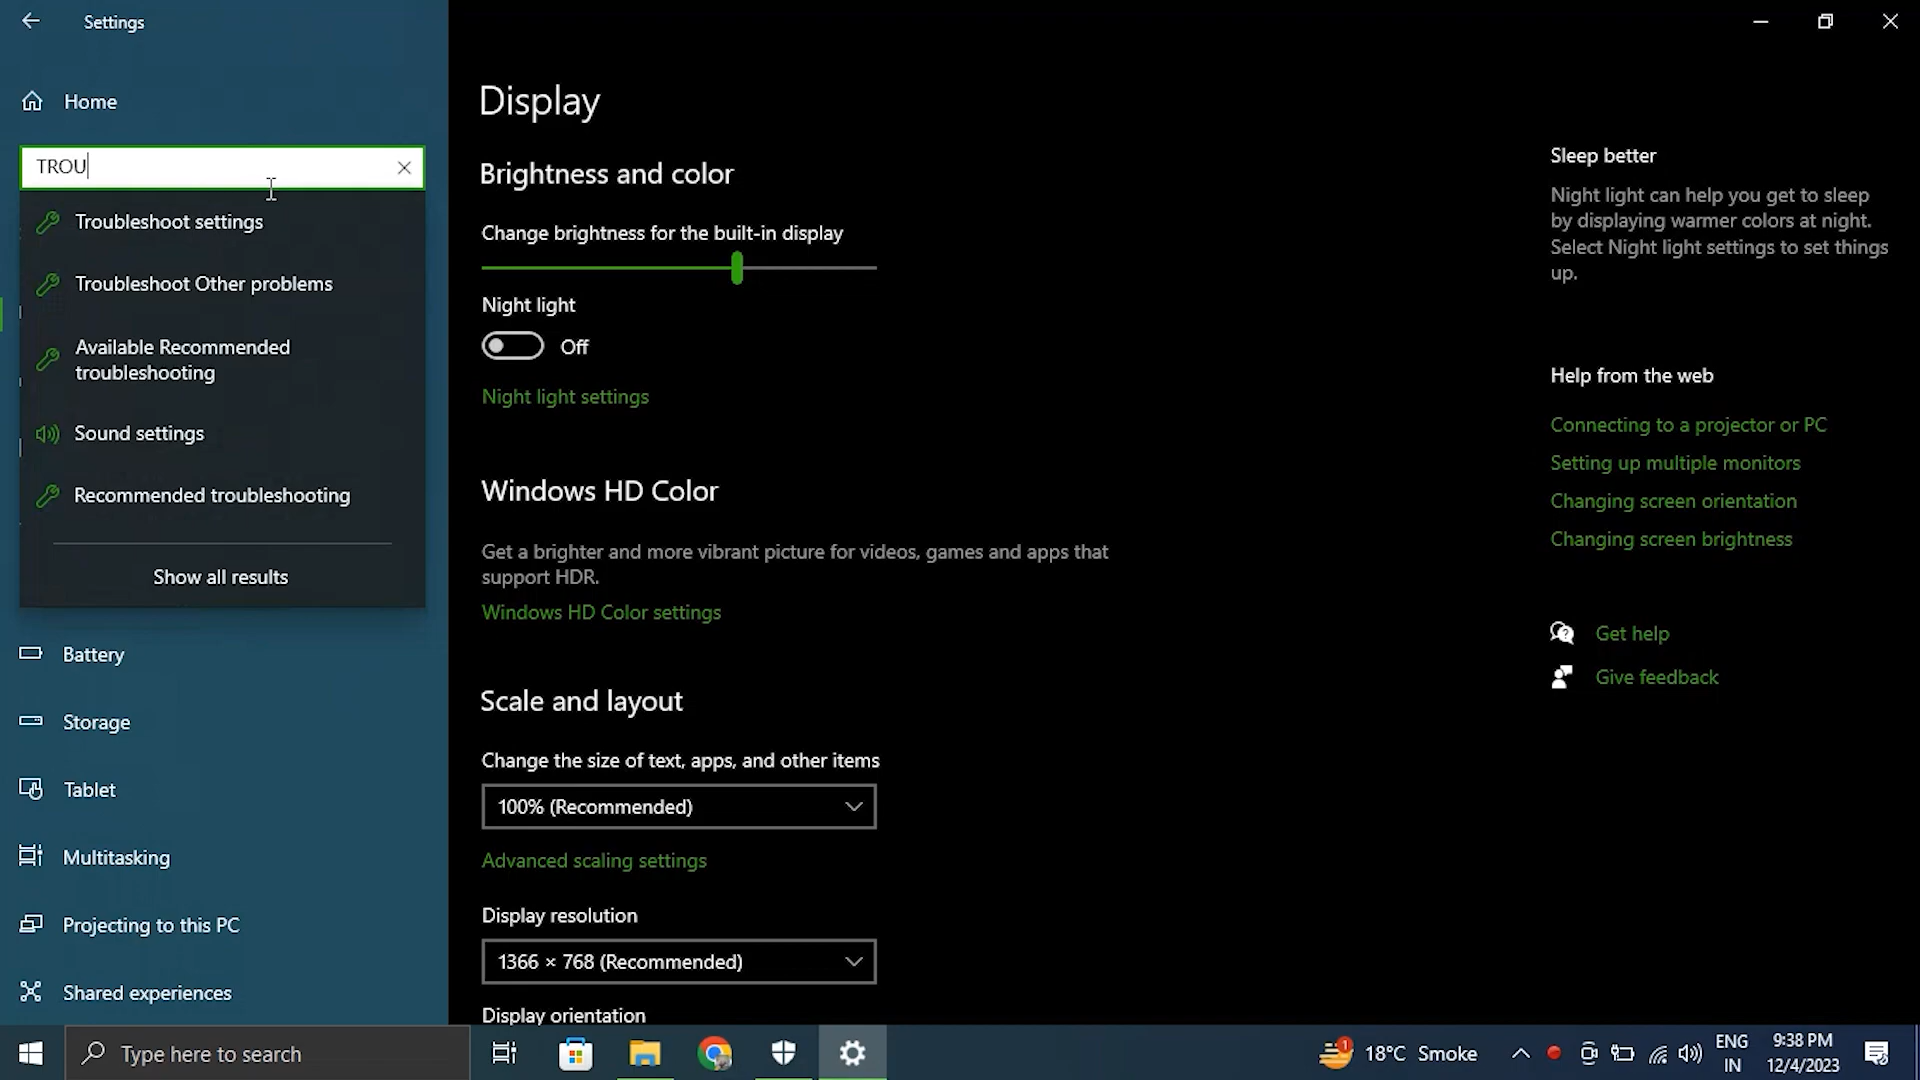 Settings
Home
TROU
Troubleshoot settings
Troubleshoot Other problems
Available Recommended
troubleshooting
Sound settings
Recommended troubleshooting
Show all results
Battery
Storage
Tablet
Multitasking
Projecting to this PC
Shared experiences
Display
Brightness and color
Change brightness for the built-in display
Night light
Off
Night light settings
Windows HD Color
Get a brighter and more vibrant picture for videos, games and apps that
support HDR.
Windows HD Color settings
Scale and layout
Change the size of text, apps, and other items
100% (Recommended)
Advanced scaling settings
Display resolution
1366 × 768 (Recommended)
Display orientation
Sleep better
Night light can help you get to sleep
by displaying warmer colors at night.
Select Night light settings to set things
up.
Help from the web
Connecting to a projector or PC
Setting up multiple monitors
Changing screen orientation
Changing screen brightness
Get help
Give feedback
Type here to search
1
18°C Smoke
ENG
IN
9:38 PM
12/4/2023